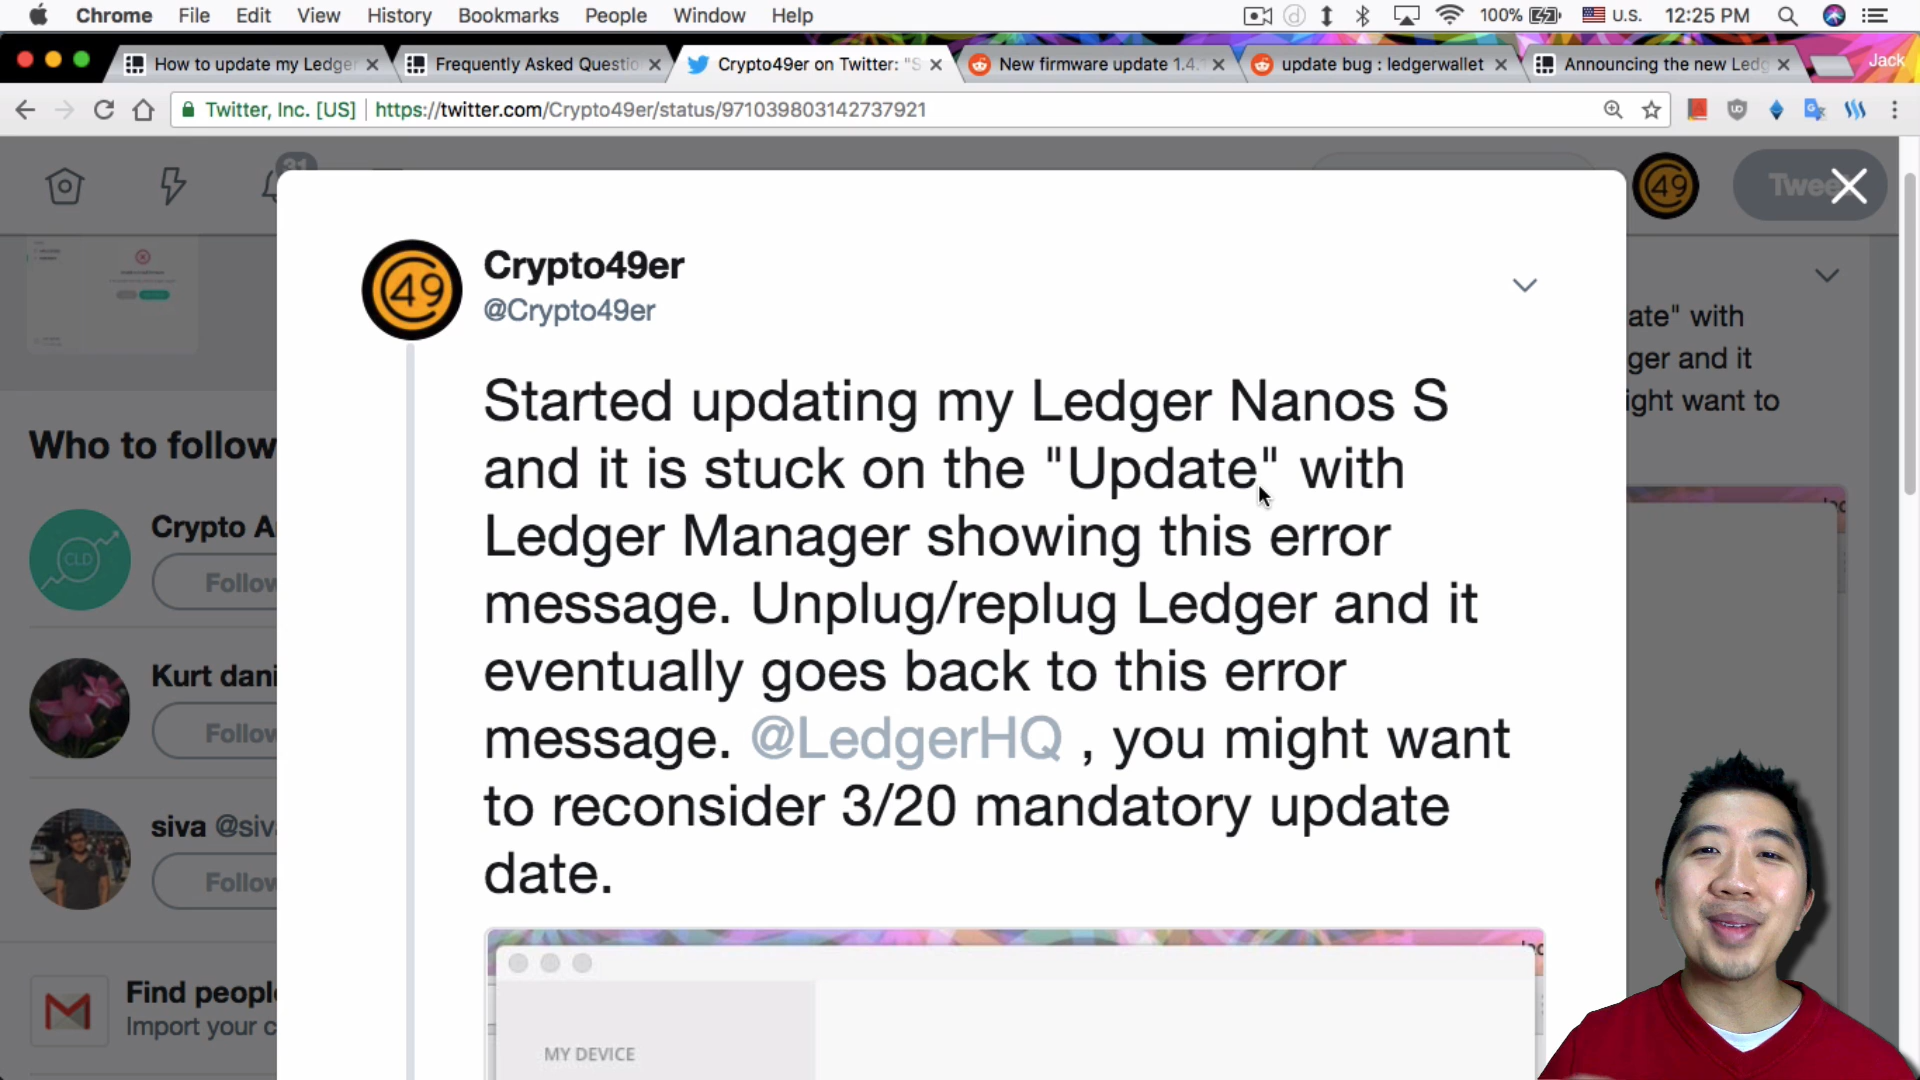 Chrome File Edit View History Bookmarks People Window Help 100% U.S. 12:25 PM
How to update my Ledger
Frequently Asked Questio
Crypto49er on Twitter: "S
New firmware update 1.4.
update bug : ledgerwallet
Announcing the new Ledg
Jack
Twitter, Inc. [US] https://twitter.com/Crypto49er/status/971039803142737921
31
49
Twee
49
Crypto49er
@Crypto49er
Started updating my Ledger Nanos S
and it is stuck on the "Update" with
Ledger Manager showing this error
message. Unplug/replug Ledger and it
eventually goes back to this error
message. @LedgerHQ , you might want
to reconsider 3/20 mandatory update
date.
MY DEVICE
ate" with
ger and it
ight want to
Who to follow
CLD
Crypto A
Follow
Kurt dani
Follow
siva @siv
Follow
Find people
Import your c